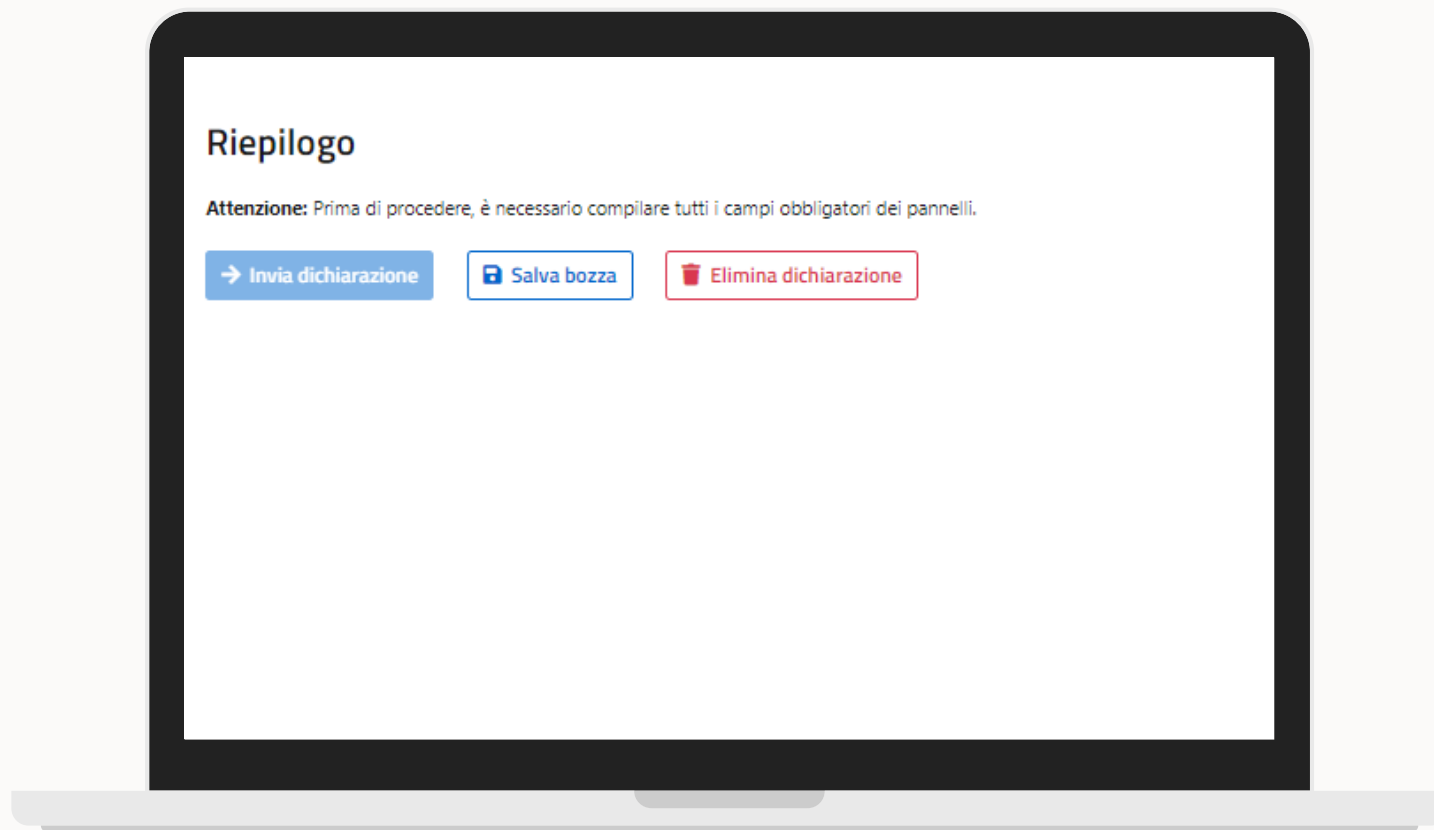 Riepilogo
Attenzione: Prima di procedere, è necessario compilare tutti i campi obbligatori dei pannelli.
Invia dichiarazione Salva bozza Elimina dichiarazione